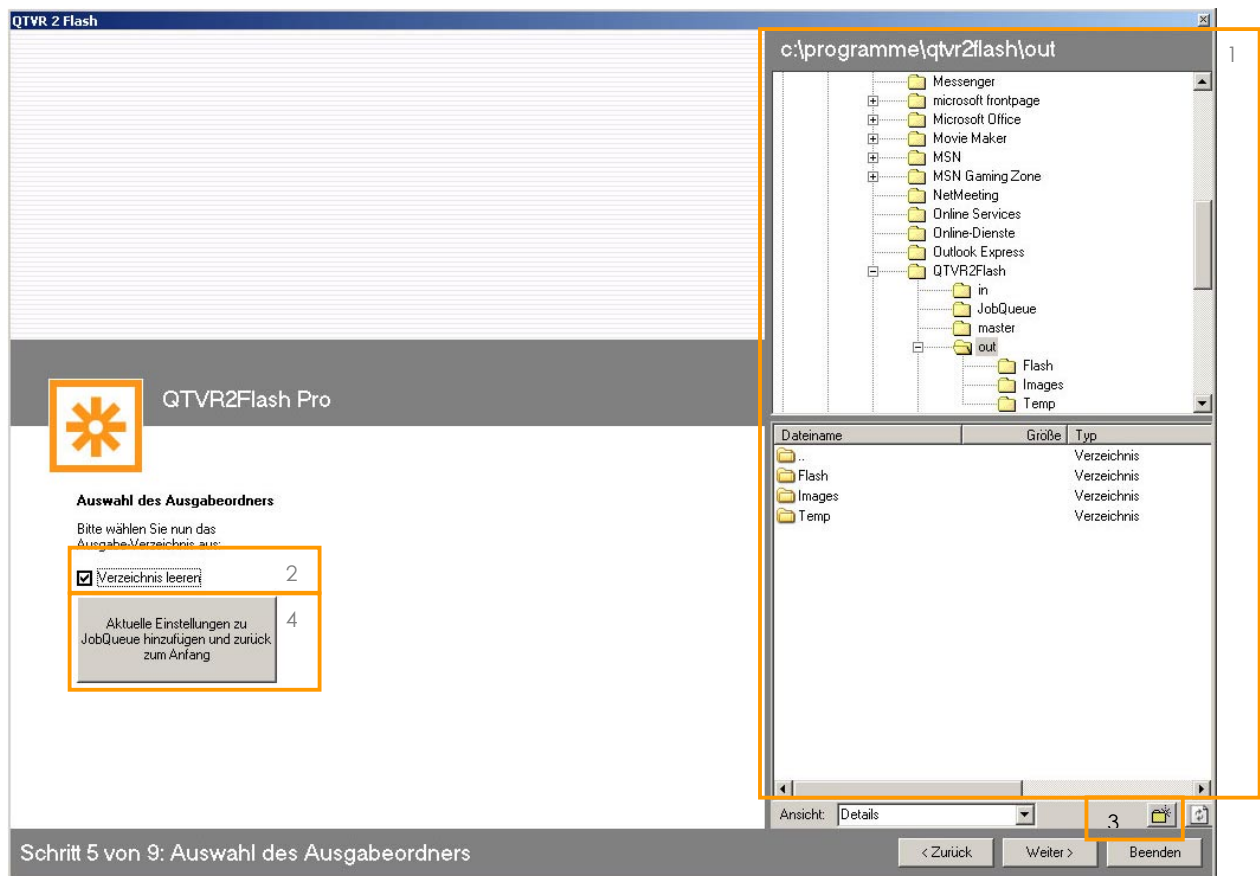 QTVR 2 Flash
c:\programme\qtvr2flash\out
1
Messenger
microsoft frontpage
Microsoft Office
Movie Maker
MSN
MSN Gaming Zone
NetMeeting
Online Services
Online-Dienste
Outlook Express
QTVR2Flash
in
JobQueue
master
out
Flash
Images
Temp
QTVR2Flash Pro
Dateiname Größe Typ
.. Verzeichnis
Flash Verzeichnis
Images Verzeichnis
Temp Verzeichnis
Auswahl des Ausgabeordners
Bitte wählen Sie nun das
Ausgabe-Verzeichnis aus:
Verzeichnis leeren 2
Aktuelle Einstellungen zu
JobQueue hinzufügen und zurück
zum Anfang
4
Ansicht: Details
3
Schritt 5 von 9: Auswahl des Ausgabeordners
< Zurück Weiter > Beenden